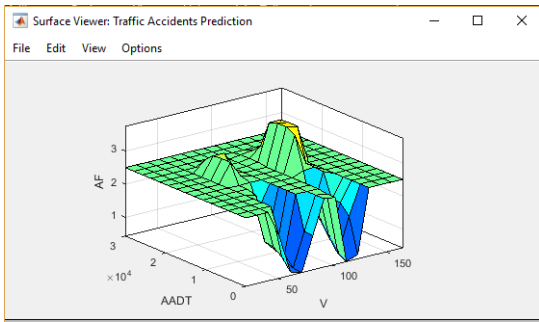 Surface Viewer: Traffic Accidents Prediction
File Edit View Options
3
2
1
AF
3
2
1
0
×10⁴
AADT
50
100
150
V